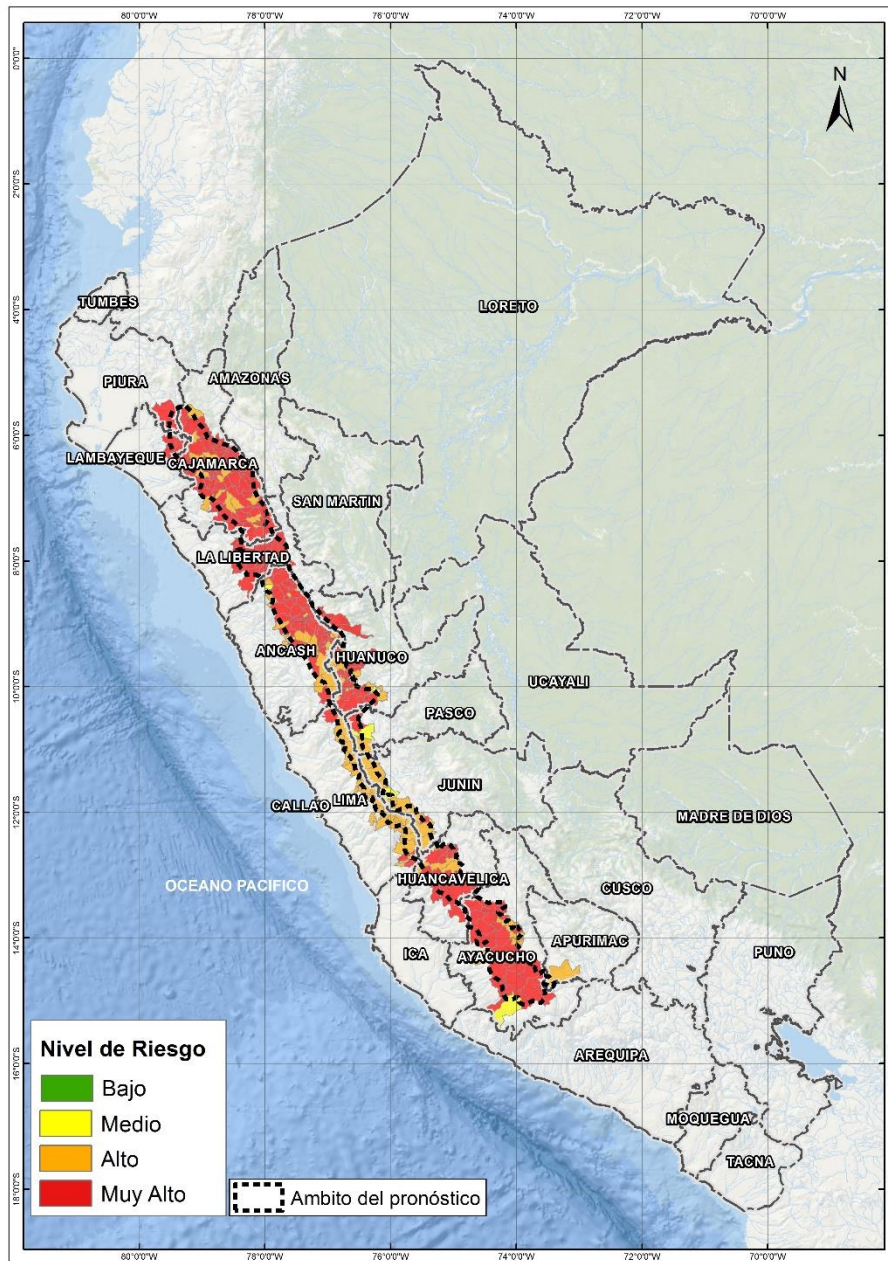 80°0'0"W 78°0'0"W 76°0'0"W 74°0'0"W 72°0'0"W 70°0'0"W
N
0°0'0"
2°0'0"S
4°0'0"S
6°0'0"S
8°0'0"S
10°0'0"S
12°0'0"S
14°0'0"S
16°0'0"S
18°0'0"S
TUMBES
LORETO
PIURA
AMAZONAS
LAMBAYEQUE
CAJAMARCA
SAN MARTIN
LA LIBERTAD
ANCASH
HUANUCO
UCAYALI
PASCO
JUNIN
LIMA
CALLAO
MADRE DE DIOS
HUANCAVELICA
OCEANO PACIFICO
CUSCO
APURIMAC
ICA
AYACUCHO
PUNO
AREQUIPA
MOQUEGUA
TACNA
Nivel de Riesgo
Bajo
Medio
Alto
Muy Alto
Ambito del pronóstico
80°0'0"W 78°0'0"W 76°0'0"W 74°0'0"W 72°0'0"W 70°0'0"W